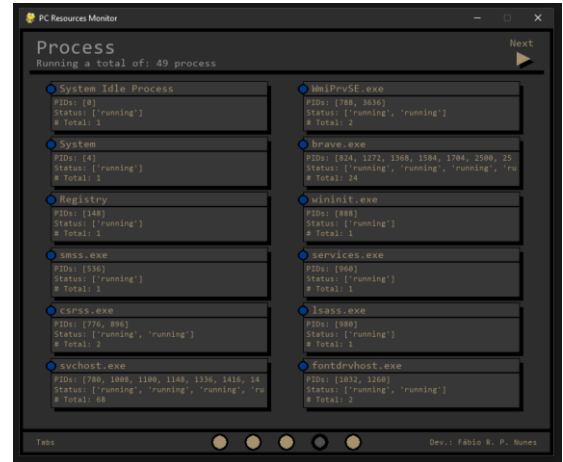 PC Resources Monitor
Process
Running a total of: 49 process
Next
System Idle Process
PIDs: [0]
Status: ['running']
# Total: 1
System
PIDs: [4]
Status: ['running']
# Total: 1
Registry
PIDs: [148]
Status: ['running']
# Total: 1
smss.exe
PIDs: [536]
Status: ['running']
# Total: 1
csrss.exe
PIDs: [776, 896]
Status: ['running', 'running']
# Total: 2
svchost.exe
PIDs: [780, 1008, 1100, 1148, 1336, 1416, 14
Status: ['running', 'running', 'running', 'ru
# Total: 68
WmiPrvSE.exe
PIDs: [788, 3636]
Status: ['running', 'running']
# Total: 2
brave.exe
PIDs: [824, 1272, 1368, 1584, 1704, 2500, 25
Status: ['running', 'running', 'running', 'ru
# Total: 24
wininit.exe
PIDs: [888]
Status: ['running']
# Total: 1
services.exe
PIDs: [960]
Status: ['running']
# Total: 1
lsass.exe
PIDs: [980]
Status: ['running']
# Total: 1
fontdrvhost.exe
PIDs: [1032, 1260]
Status: ['running', 'running']
# Total: 2
Tabs
Dev.: Fábio R. P. Nunes